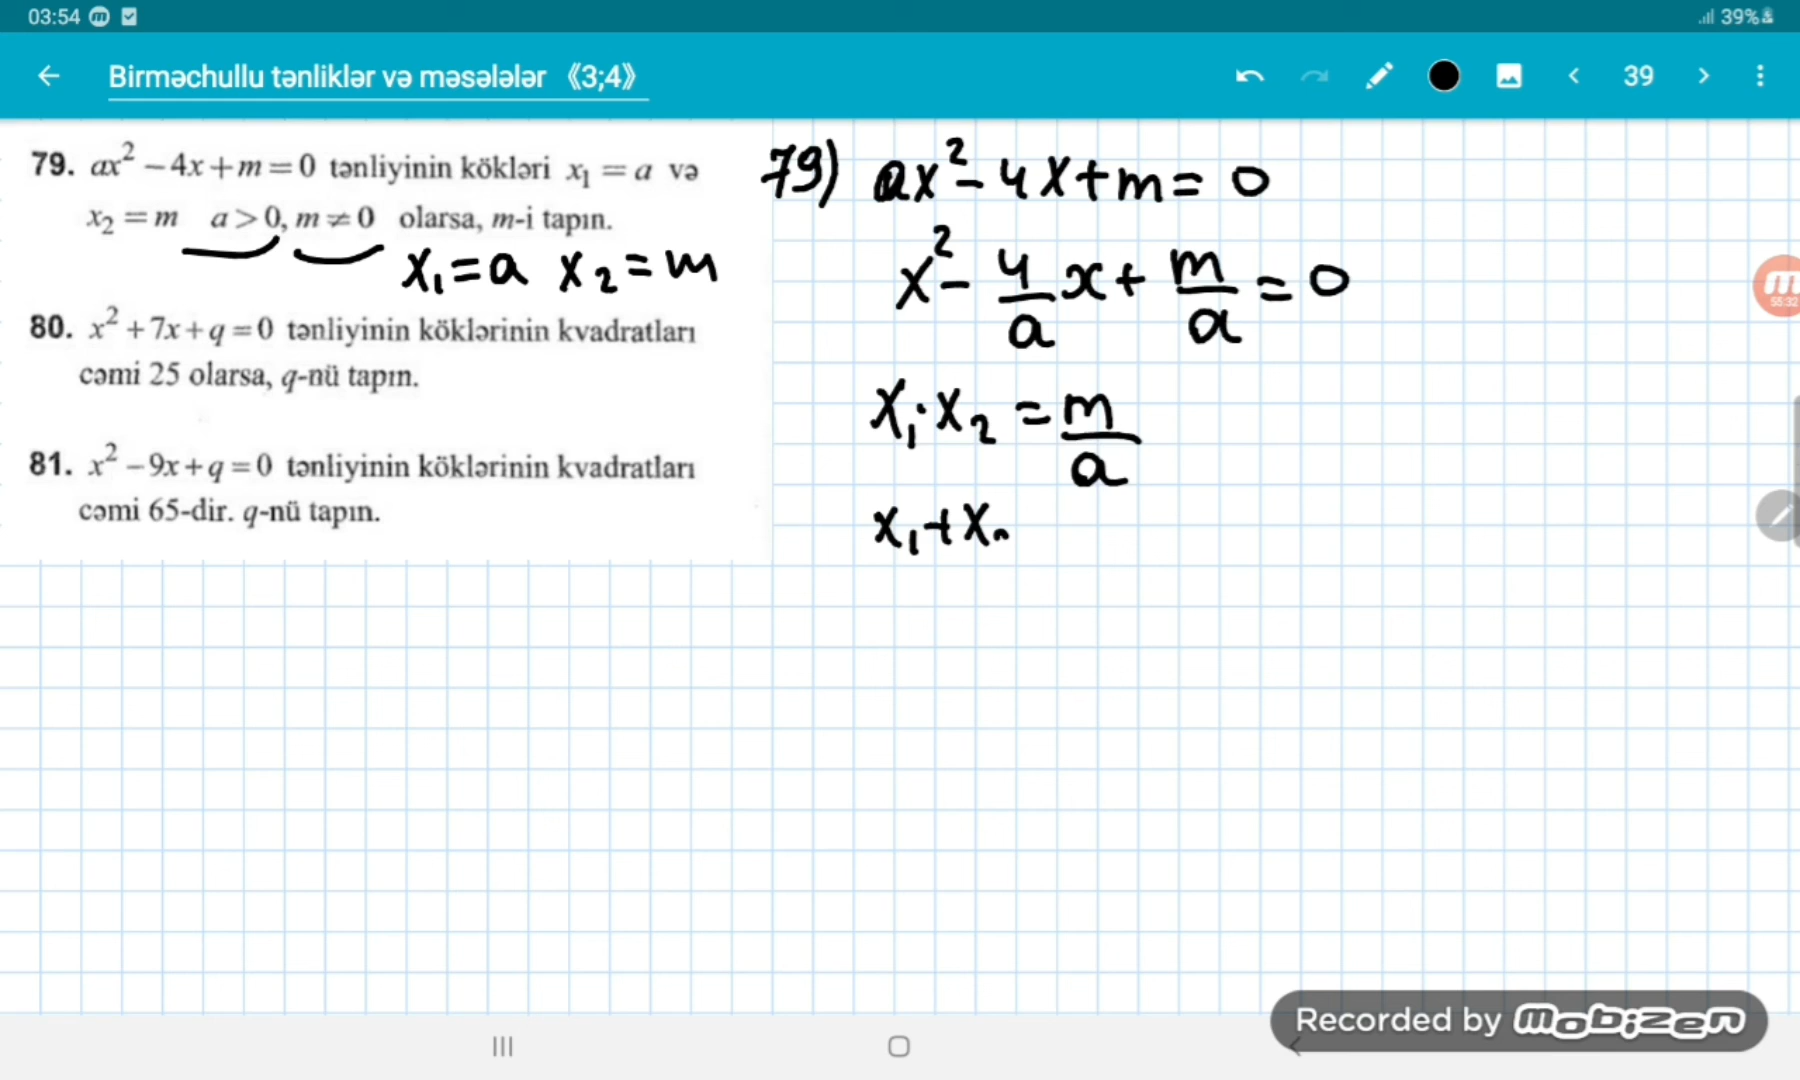 03:54
39%
Birməchullu tənliklər və məsələlər 《3;4》
39
79. ax² − 4x + m = 0 tənliyinin kökləri x₁ = a və
x₂ = m a > 0, m ≠ 0 olarsa, m-i tapın.
x₁ = a x₂ = m
80. x² + 7x + q = 0 tənliyinin köklərinin kvadratları
cəmi 25 olarsa, q-nü tapın.
81. x² − 9x + q = 0 tənliyinin köklərinin kvadratları
cəmi 65-dir. q-nü tapın.
79) ax² − 4x + m = 0
x² − 4/a x + m/a = 0
x₁ · x₂ = m/a
x₁ + x
55:32
Recorded by mobizen